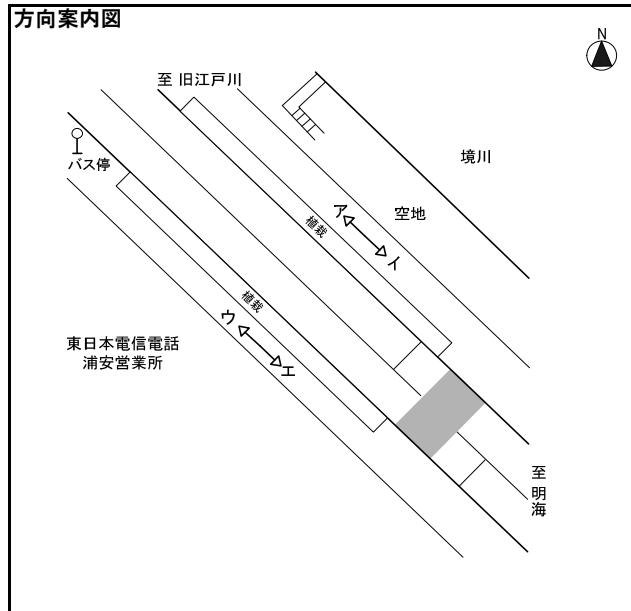 方向案内図
N
至 旧江戸川
境川
バス停
空地
ア
植栽
イ
植栽
ウ
東日本電信電話
浦安営業所
エ
至
明
海